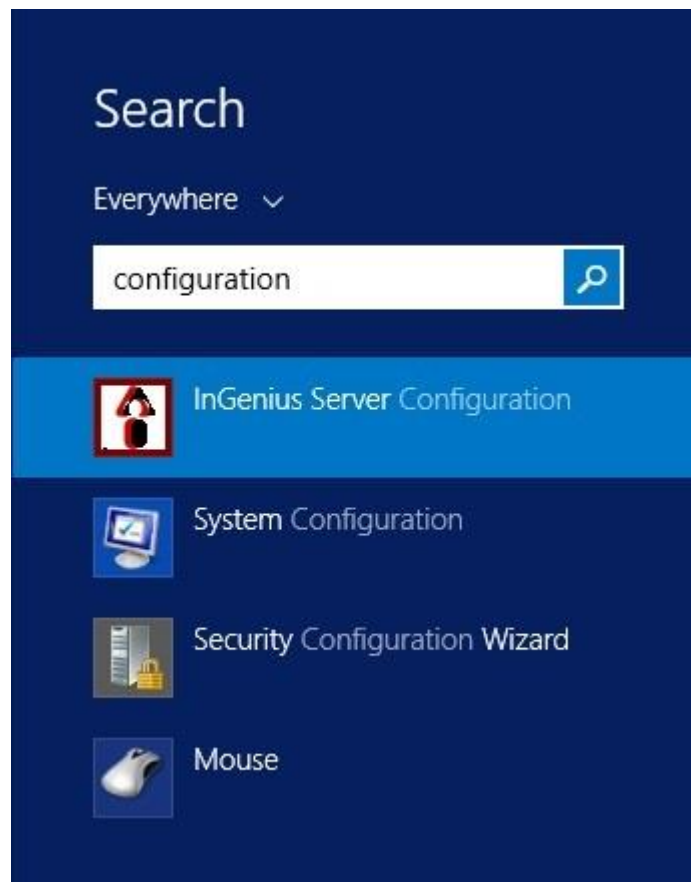 Search
Everywhere
configuration
InGenius Server Configuration
System Configuration
Security Configuration Wizard
Mouse